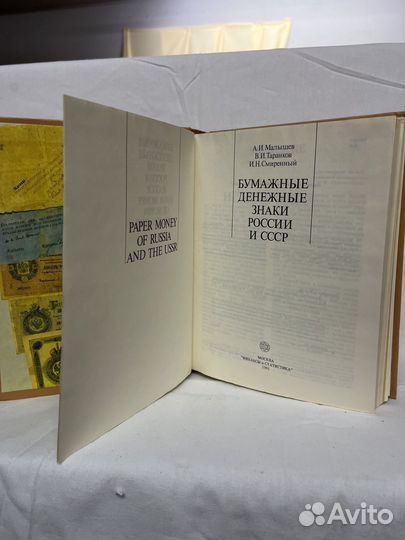 PAPER MONEY
OF RUSSIA
AND THE USSR
А.И.Малышев
В.И.Таранков
И.Н.Смиренный
БУМАЖНЫЕ
ДЕНЕЖНЫЕ
ЗНАКИ
РОССИИ
И СССР
МОСКВА
"ФИНАНСЫ И СТАТИСТИКА"
1991
Avito